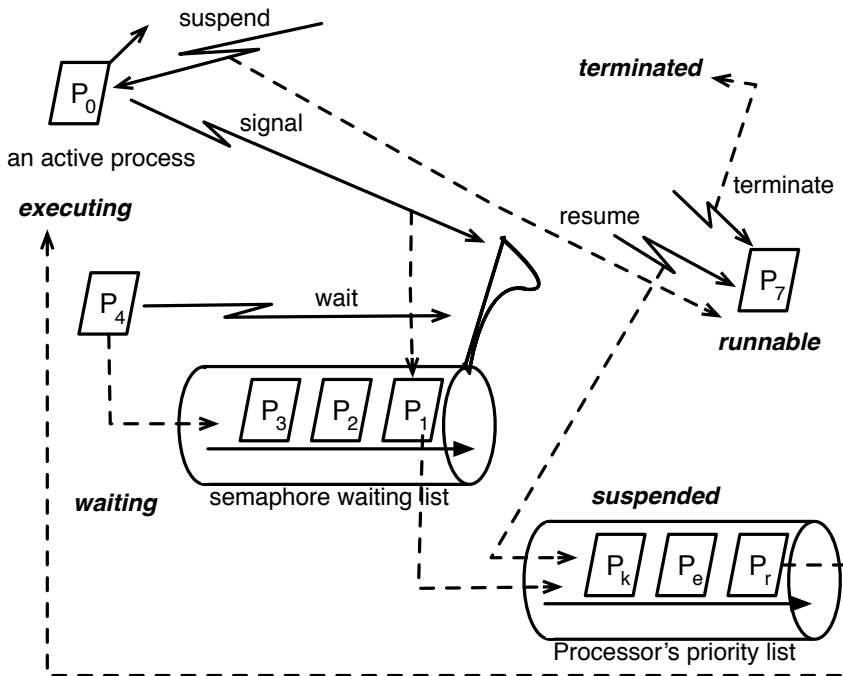 suspend
P0
signal
an active process
executing
terminated
terminate
resume
P7
runnable
P4
wait
P3
P2
P1
semaphore waiting list
waiting
suspended
Pk
Pe
Pr
Processor's priority list